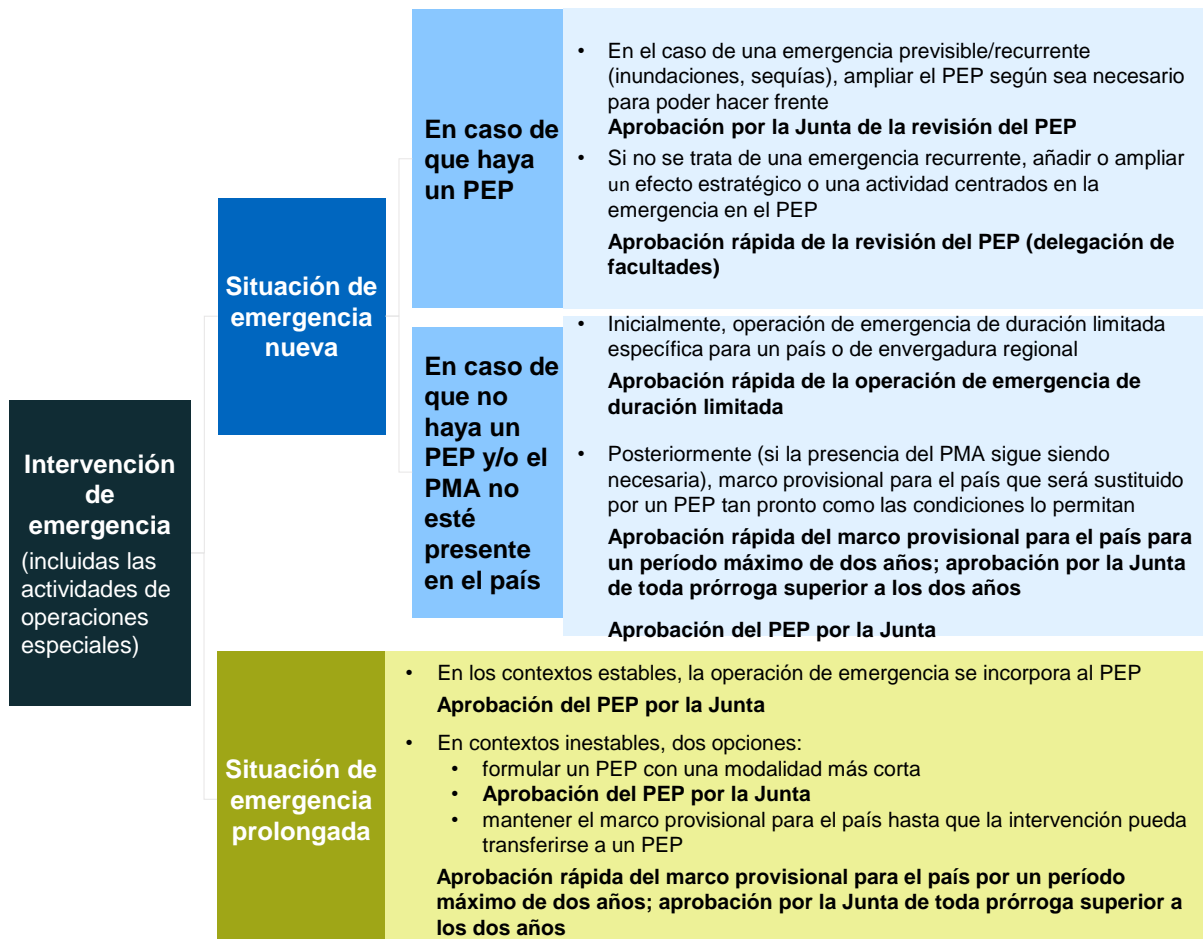 Intervención
de
emergencia
(incluidas las
actividades de
operaciones
especiales)
Situación de
emergencia
nueva
En caso de
que haya
un PEP
• En el caso de una emergencia previsible/recurrente
(inundaciones, sequías), ampliar el PEP según sea necesario
para poder hacer frente
Aprobación por la Junta de la revisión del PEP
• Si no se trata de una emergencia recurrente, añadir o ampliar
un efecto estratégico o una actividad centrados en la
emergencia en el PEP
Aprobación rápida de la revisión del PEP (delegación de
facultades)
En caso de
que no
haya un
PEP y/o el
PMA no
esté
presente
en el país
• Inicialmente, operación de emergencia de duración limitada
específica para un país o de envergadura regional
Aprobación rápida de la operación de emergencia de
duración limitada
• Posteriormente (si la presencia del PMA sigue siendo
necesaria), marco provisional para el país que será sustituido
por un PEP tan pronto como las condiciones lo permitan
Aprobación rápida del marco provisional para el país para
un período máximo de dos años; aprobación por la Junta
de toda prórroga superior a los dos años
Aprobación del PEP por la Junta
Situación de
emergencia
prolongada
• En los contextos estables, la operación de emergencia se incorpora al PEP
Aprobación del PEP por la Junta
• En contextos inestables, dos opciones:
• formular un PEP con una modalidad más corta
• Aprobación del PEP por la Junta
• mantener el marco provisional para el país hasta que la intervención pueda
transferirse a un PEP
Aprobación rápida del marco provisional para el país por un período
máximo de dos años; aprobación por la Junta de toda prórroga superior a
los dos años